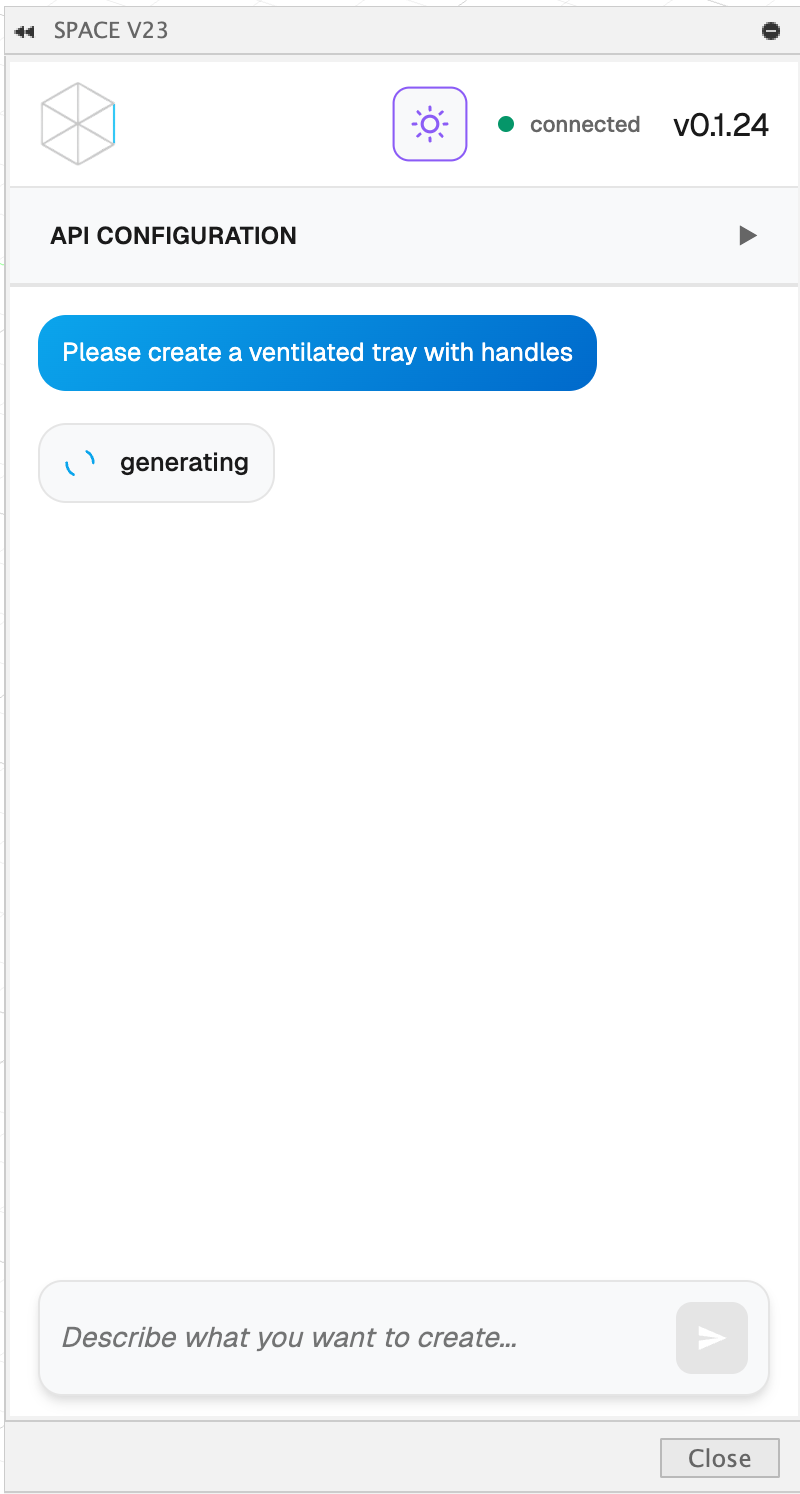 SPACE V23
connected
v0.1.24
API CONFIGURATION
Please create a ventilated tray with handles
generating
Describe what you want to create...
Close